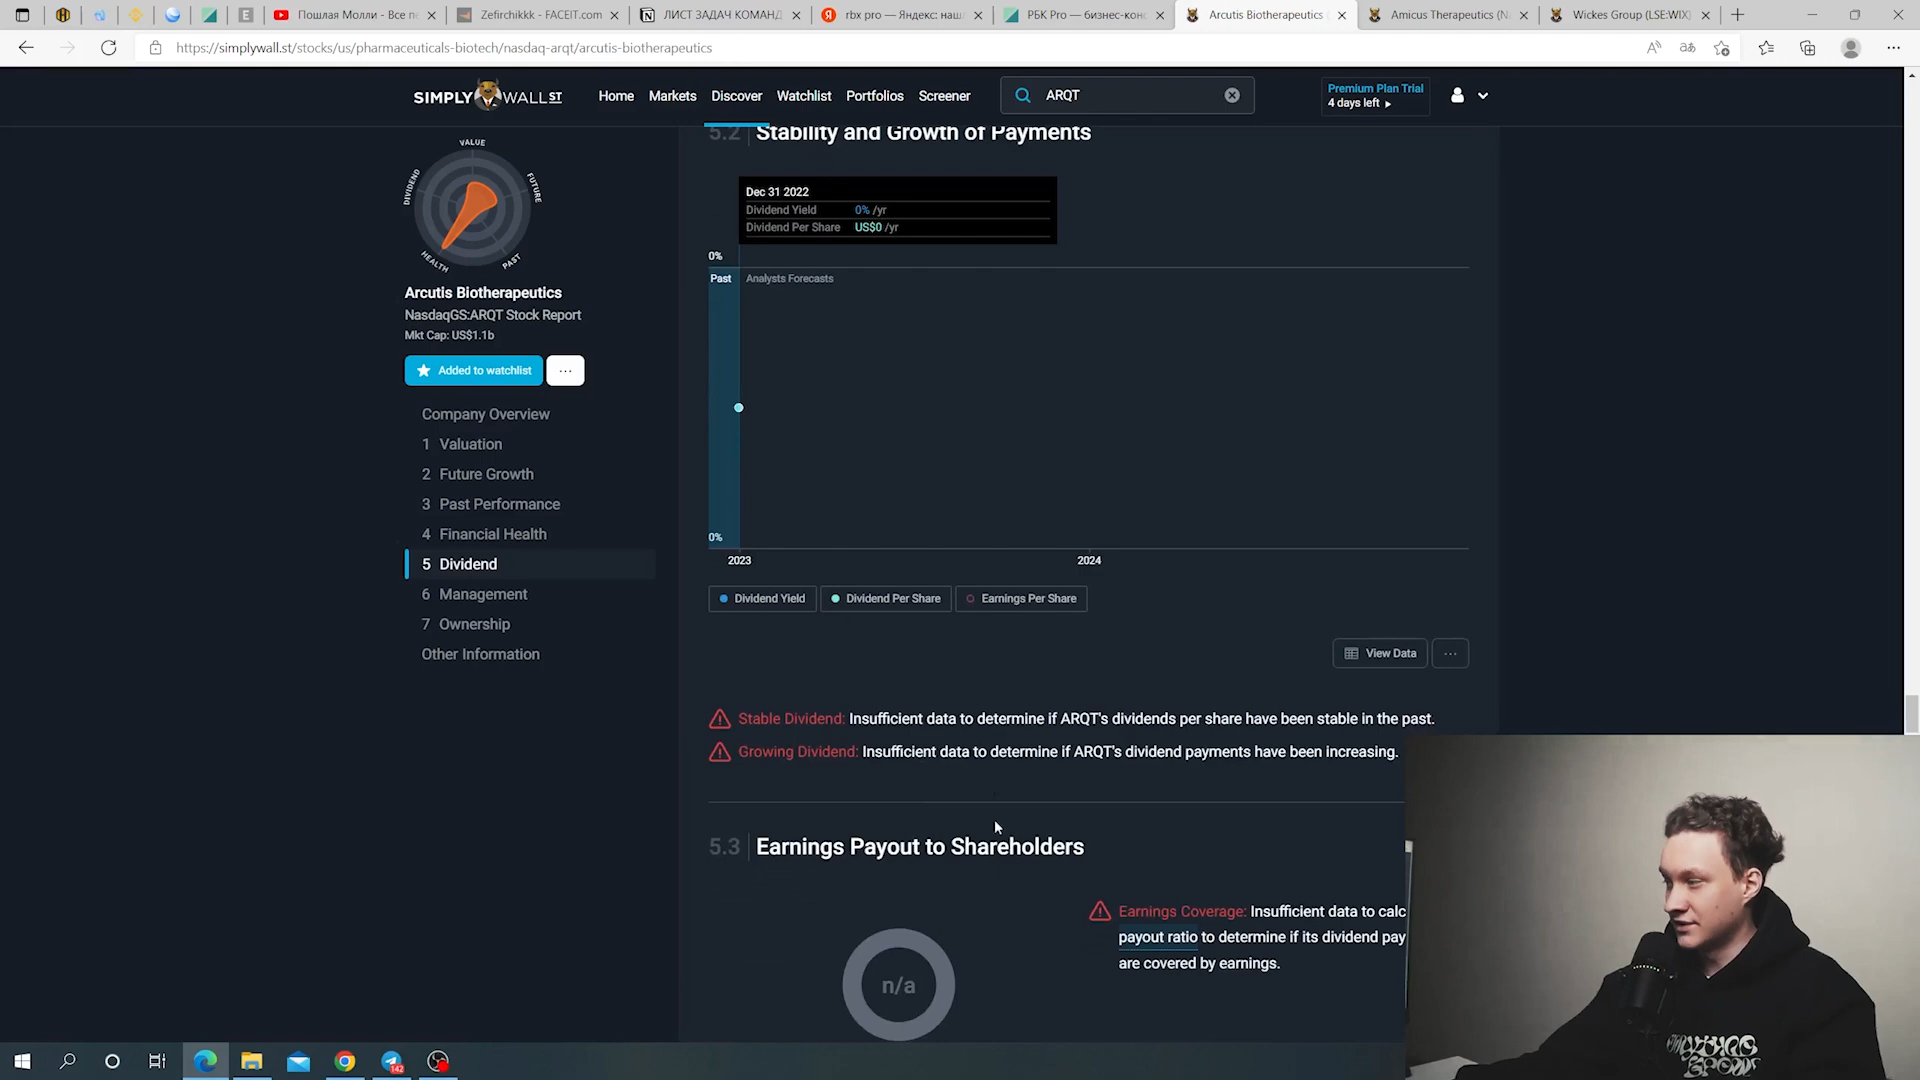 Пошлая Молли - Все пе
Zefirchikkk - FACEIT.com
ЛИСТ ЗАДАЧ КОМАНД
rbx pro — Яндекс: наш
РБК Pro — бизнес-кон
Arcutis Biotherapeutics
Amicus Therapeutics (N
Wickes Group (LSE:WIX)
https://simplywall.st/stocks/us/pharmaceuticals-biotech/nasdaq-arqt/arcutis-biotherapeutics
SIMPLY WALL ST
Home
Markets
Discover
Watchlist
Portfolios
Screener
ARQT
Premium Plan Trial
4 days left
VALUE
FUTURE
PAST
HEALTH
DIVIDEND
Arcutis Biotherapeutics
NasdaqGS:ARQT Stock Report
Mkt Cap: US$1.1b
Added to watchlist
Company Overview
1 Valuation
2 Future Growth
3 Past Performance
4 Financial Health
5 Dividend
6 Management
7 Ownership
Other Information
5.2 Stability and Growth of Payments
Dec 31 2022
Dividend Yield 0% /yr
Dividend Per Share US$0 /yr
0%
Past Analysts Forecasts
0%
2023 2024
Dividend Yield
Dividend Per Share
Earnings Per Share
View Data
Stable Dividend: Insufficient data to determine if ARQT's dividends per share have been stable in the past.
Growing Dividend: Insufficient data to determine if ARQT's dividend payments have been increasing.
5.3 Earnings Payout to Shareholders
Earnings Coverage: Insufficient data to calc
payout ratio to determine if its dividend pay
are covered by earnings.
n/a
142